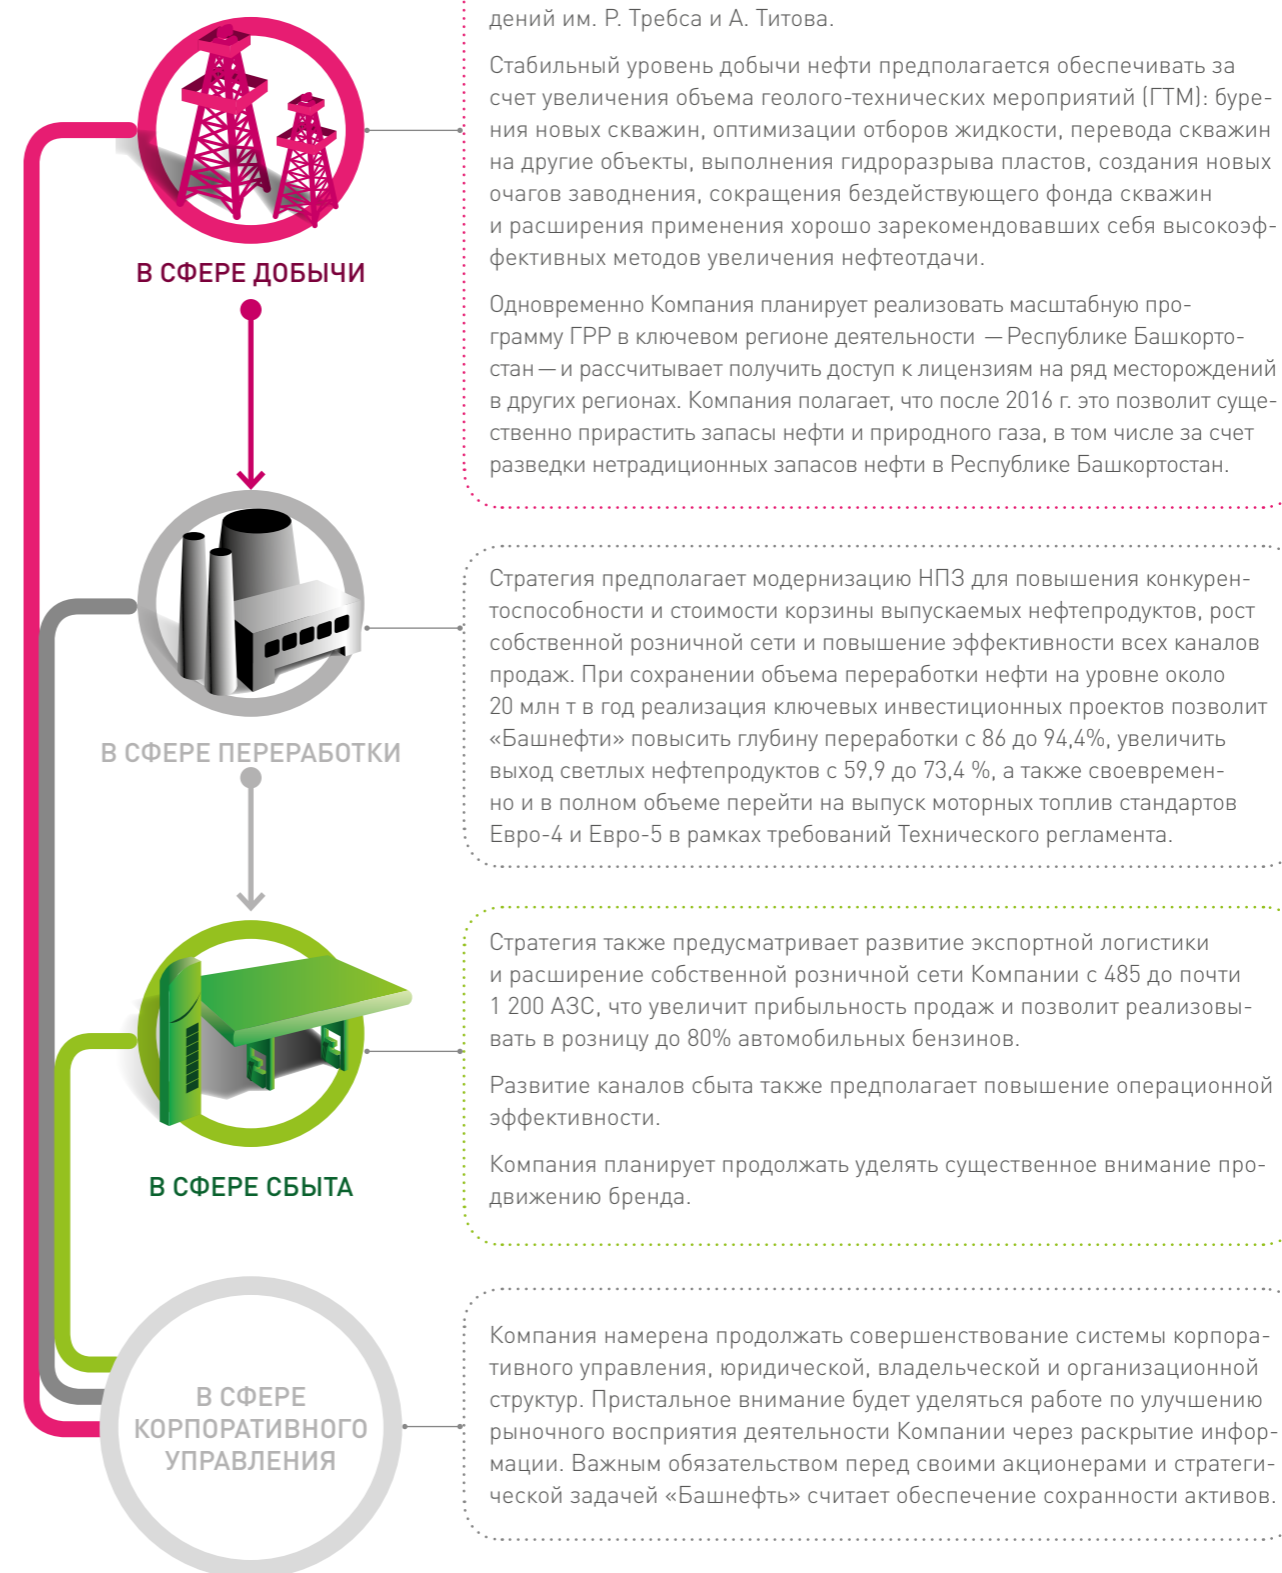 дений им. Р. Требса и А. Титова.
Стабильный уровень добычи нефти предполагается обеспечивать за
счет увеличения объема геолого-технических мероприятий (ГТМ): буре-
ния новых скважин, оптимизации отборов жидкости, перевода скважин
на другие объекты, выполнения гидроразрыва пластов, создания новых
очагов заводнения, сокращения бездействующего фонда скважин
и расширения применения хорошо зарекомендовавших себя высокоэф-
фективных методов увеличения нефтеотдачи.
Одновременно Компания планирует реализовать масштабную про-
грамму ГРР в ключевом регионе деятельности — Республике Башкорто-
стан — и рассчитывает получить доступ к лицензиям на ряд месторождений
в других регионах. Компания полагает, что после 2016 г. это позволит суще-
ственно прирастить запасы нефти и природного газа, в том числе за счет
разведки нетрадиционных запасов нефти в Республике Башкортостан.
В СФЕРЕ ДОБЫЧИ
Стратегия предполагает модернизацию НПЗ для повышения конкурен-
тоспособности и стоимости корзины выпускаемых нефтепродуктов, рост
собственной розничной сети и повышение эффективности всех каналов
продаж. При сохранении объема переработки нефти на уровне около
20 млн т в год реализация ключевых инвестиционных проектов позволит
«Башнефти» повысить глубину переработки с 86 до 94,4%, увеличить
выход светлых нефтепродуктов с 59,9 до 73,4 %, а также своевремен-
но и в полном объеме перейти на выпуск моторных топлив стандартов
Евро-4 и Евро-5 в рамках требований Технического регламента.
В СФЕРЕ ПЕРЕРАБОТКИ
Стратегия также предусматривает развитие экспортной логистики
и расширение собственной розничной сети Компании с 485 до почти
1 200 АЗС, что увеличит прибыльность продаж и позволит реализовы-
вать в розницу до 80% автомобильных бензинов.
Развитие каналов сбыта также предполагает повышение операционной
эффективности.
Компания планирует продолжать уделять существенное внимание про-
движению бренда.
В СФЕРЕ СБЫТА
Компания намерена продолжать совершенствование системы корпора-
тивного управления, юридической, владельческой и организационной
структур. Пристальное внимание будет уделяться работе по улучшению
рыночного восприятия деятельности Компании через раскрытие инфор-
мации. Важным обязательством перед своими акционерами и стратеги-
ческой задачей «Башнефть» считает обеспечение сохранности активов.
В СФЕРЕ
КОРПОРАТИВНОГО
УПРАВЛЕНИЯ